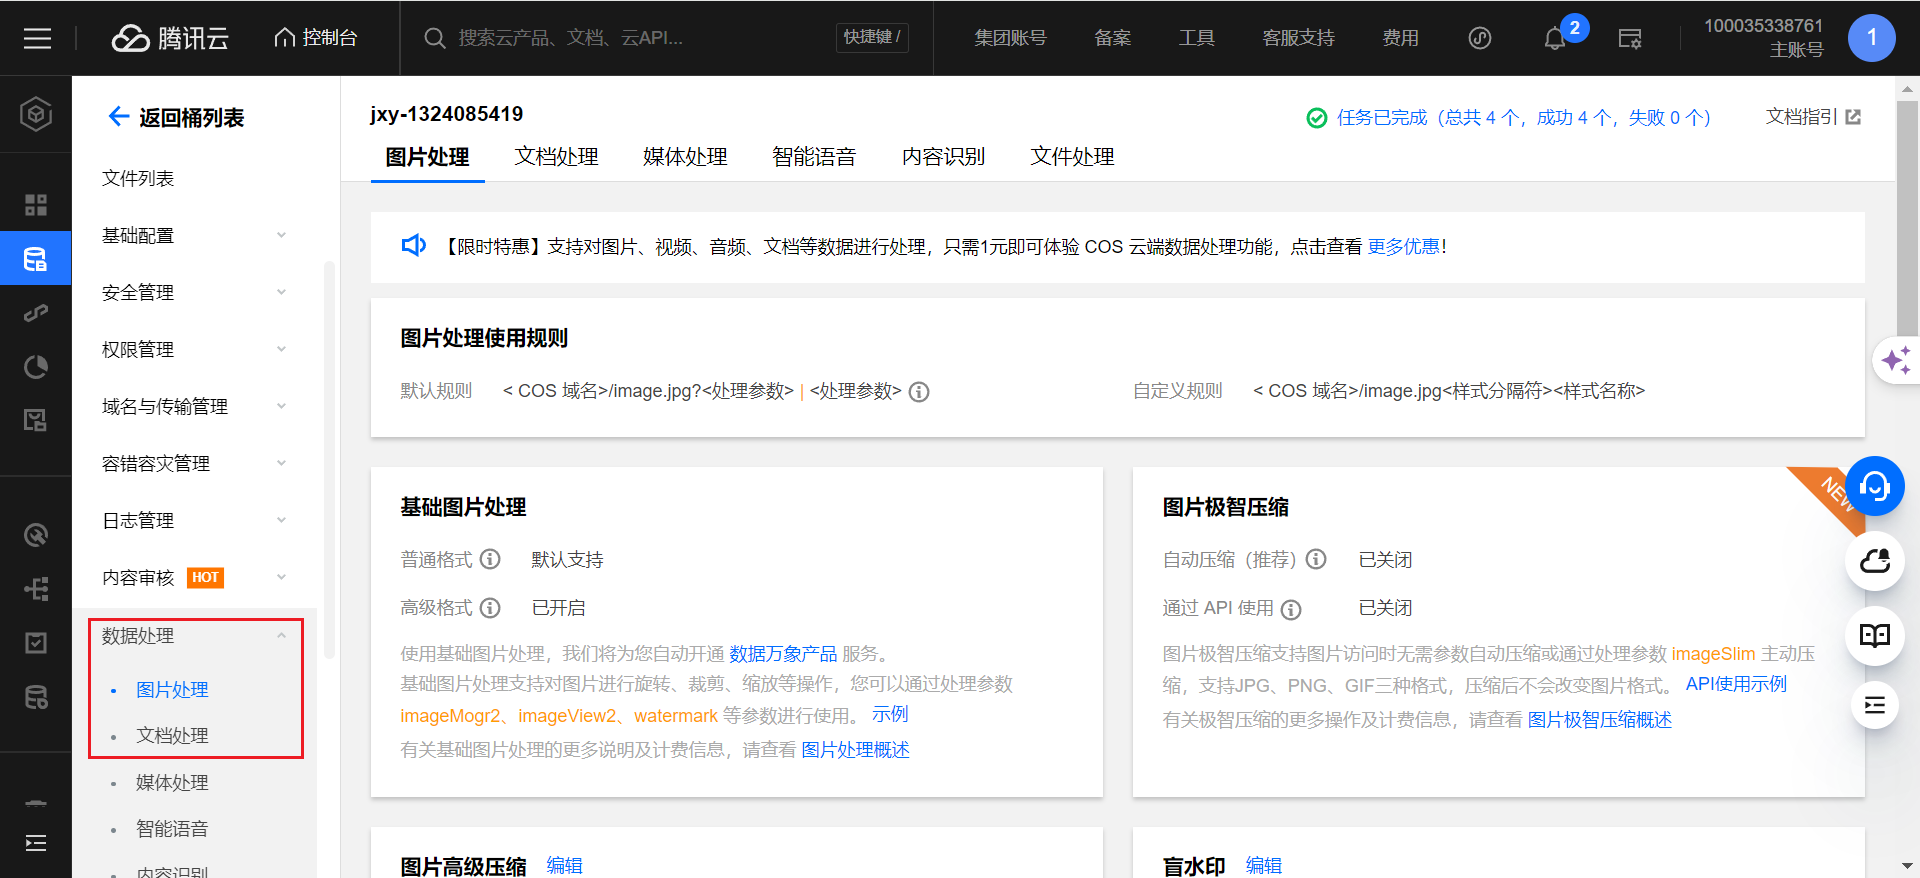 腾讯云
控制台
搜索云产品、文档、云API...
快捷键 /
集团账号
备案
工具
客服支持
费用
2
100035338761
主账号
1
返回桶列表
文件列表
基础配置
安全管理
权限管理
域名与传输管理
容错容灾管理
日志管理
内容审核 HOT
数据处理
图片处理
文档处理
媒体处理
智能语音
内容识别
jxy-1324085419
任务已完成（总共 4 个，成功 4 个，失败 0 个）
文档指引
图片处理 文档处理 媒体处理 智能语音 内容识别 文件处理
【限时特惠】支持对图片、视频、音频、文档等数据进行处理，只需1元即可体验 COS 云端数据处理功能，点击查看 更多优惠！
图片处理使用规则
默认规则 < COS 域名>/image.jpg?<处理参数> | <处理参数>
自定义规则 < COS 域名>/image.jpg<样式分隔符><样式名称>
基础图片处理
普通格式 默认支持
高级格式 已开启
使用基础图片处理，我们将为您自动开通 数据万象产品 服务。
基础图片处理支持对图片进行旋转、裁剪、缩放等操作，您可以通过处理参数
imageMogr2、imageView2、watermark 等参数进行使用。 示例
有关基础图片处理的更多说明及计费信息，请查看 图片处理概述
图片极智压缩
NEW
自动压缩（推荐） 已关闭
通过 API 使用 已关闭
图片极智压缩支持图片访问时无需参数自动压缩或通过处理参数 imageSlim 主动压
缩，支持JPG、PNG、GIF三种格式，压缩后不会改变图片格式。 API使用示例
有关极智压缩的更多操作及计费信息，请查看 图片极智压缩概述
图片高级压缩 编辑
盲水印 编辑